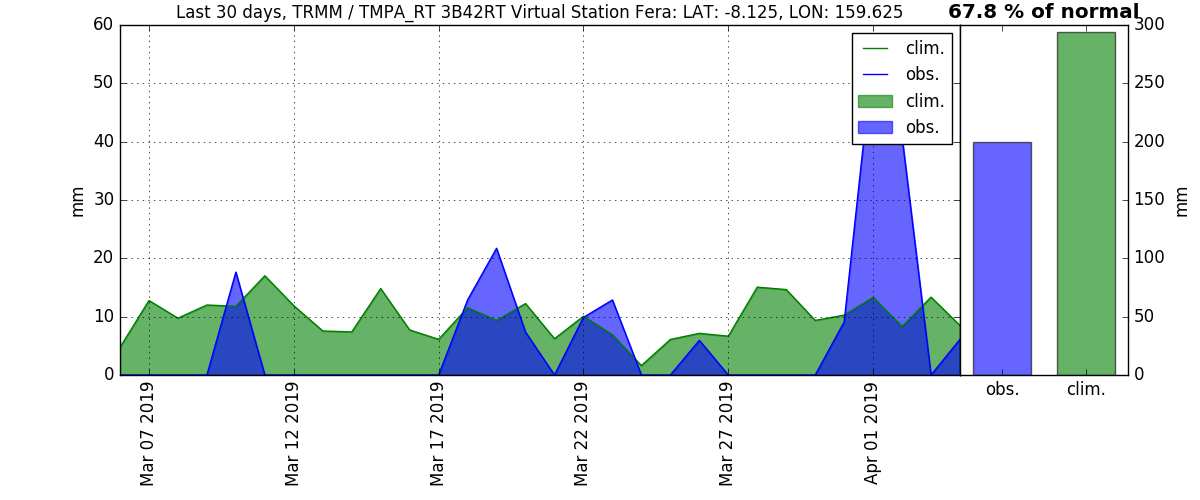 Last 30 days, TRMM / TMPA_RT 3B42RT Virtual Station Fera: LAT: -8.125, LON: 159.625
67.8 % of normal
60
50
40
30
20
10
0
mm
clim.
obs.
clim.
obs.
300
250
200
150
100
50
0
mm
Mar 07 2019
Mar 12 2019
Mar 17 2019
Mar 22 2019
Mar 27 2019
Apr 01 2019
obs.
clim.